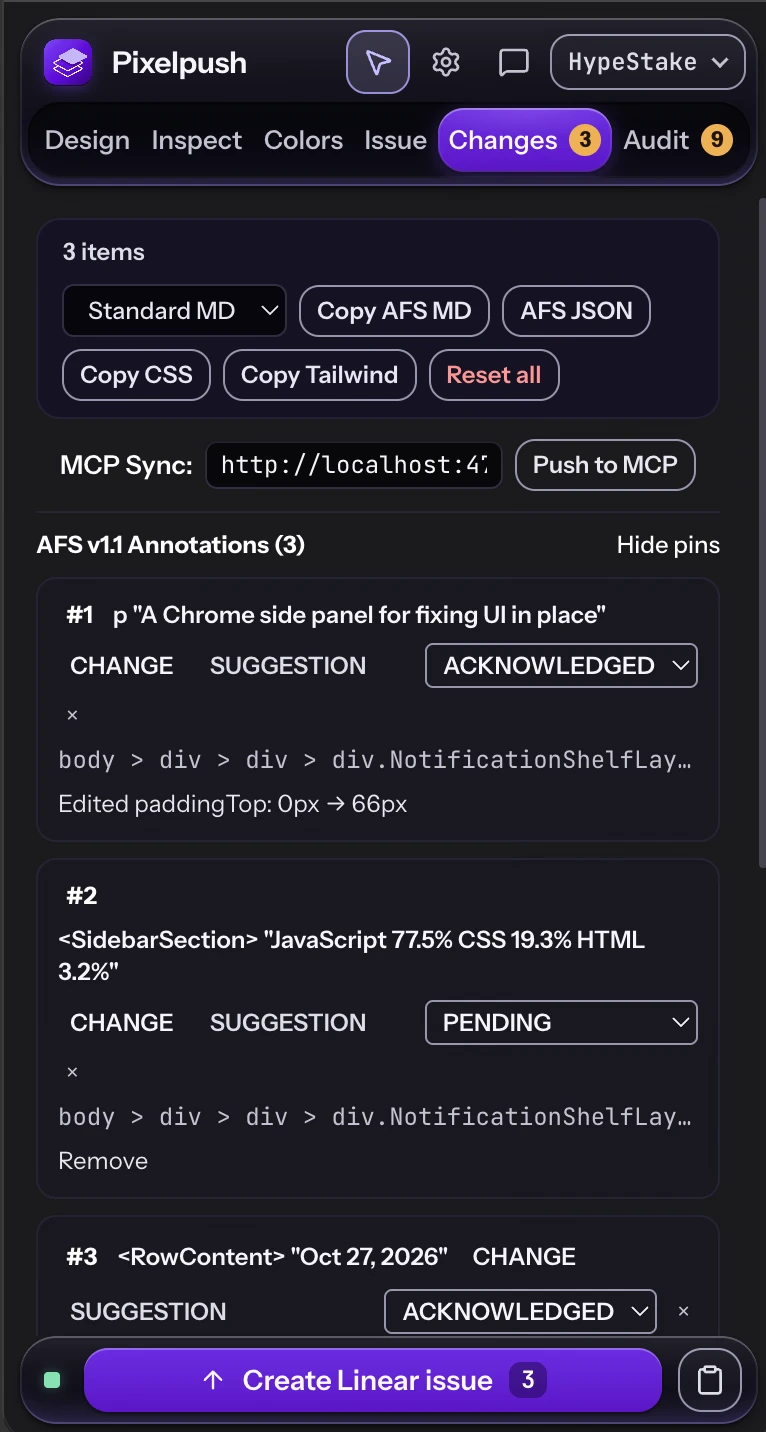 Pixelpush HypeStake
Design Inspect Colors Issue Changes 3 Audit 9
3 items
Standard MD Copy AFS MD AFS JSON
Copy CSS Copy Tailwind Reset all
MCP Sync: http://localhost:47 Push to MCP
AFS v1.1 Annotations (3) Hide pins
#1 p "A Chrome side panel for fixing UI in place"
CHANGE SUGGESTION ACKNOWLEDGED
×
body > div > div > div.NotificationShelfLay…
Edited paddingTop: 0px → 66px
#2
<SidebarSection> "JavaScript 77.5% CSS 19.3% HTML
3.2%"
CHANGE SUGGESTION PENDING
×
body > div > div > div.NotificationShelfLay…
Remove
#3 <RowContent> "Oct 27, 2026" CHANGE
SUGGESTION ACKNOWLEDGED ×
↑ Create Linear issue 3